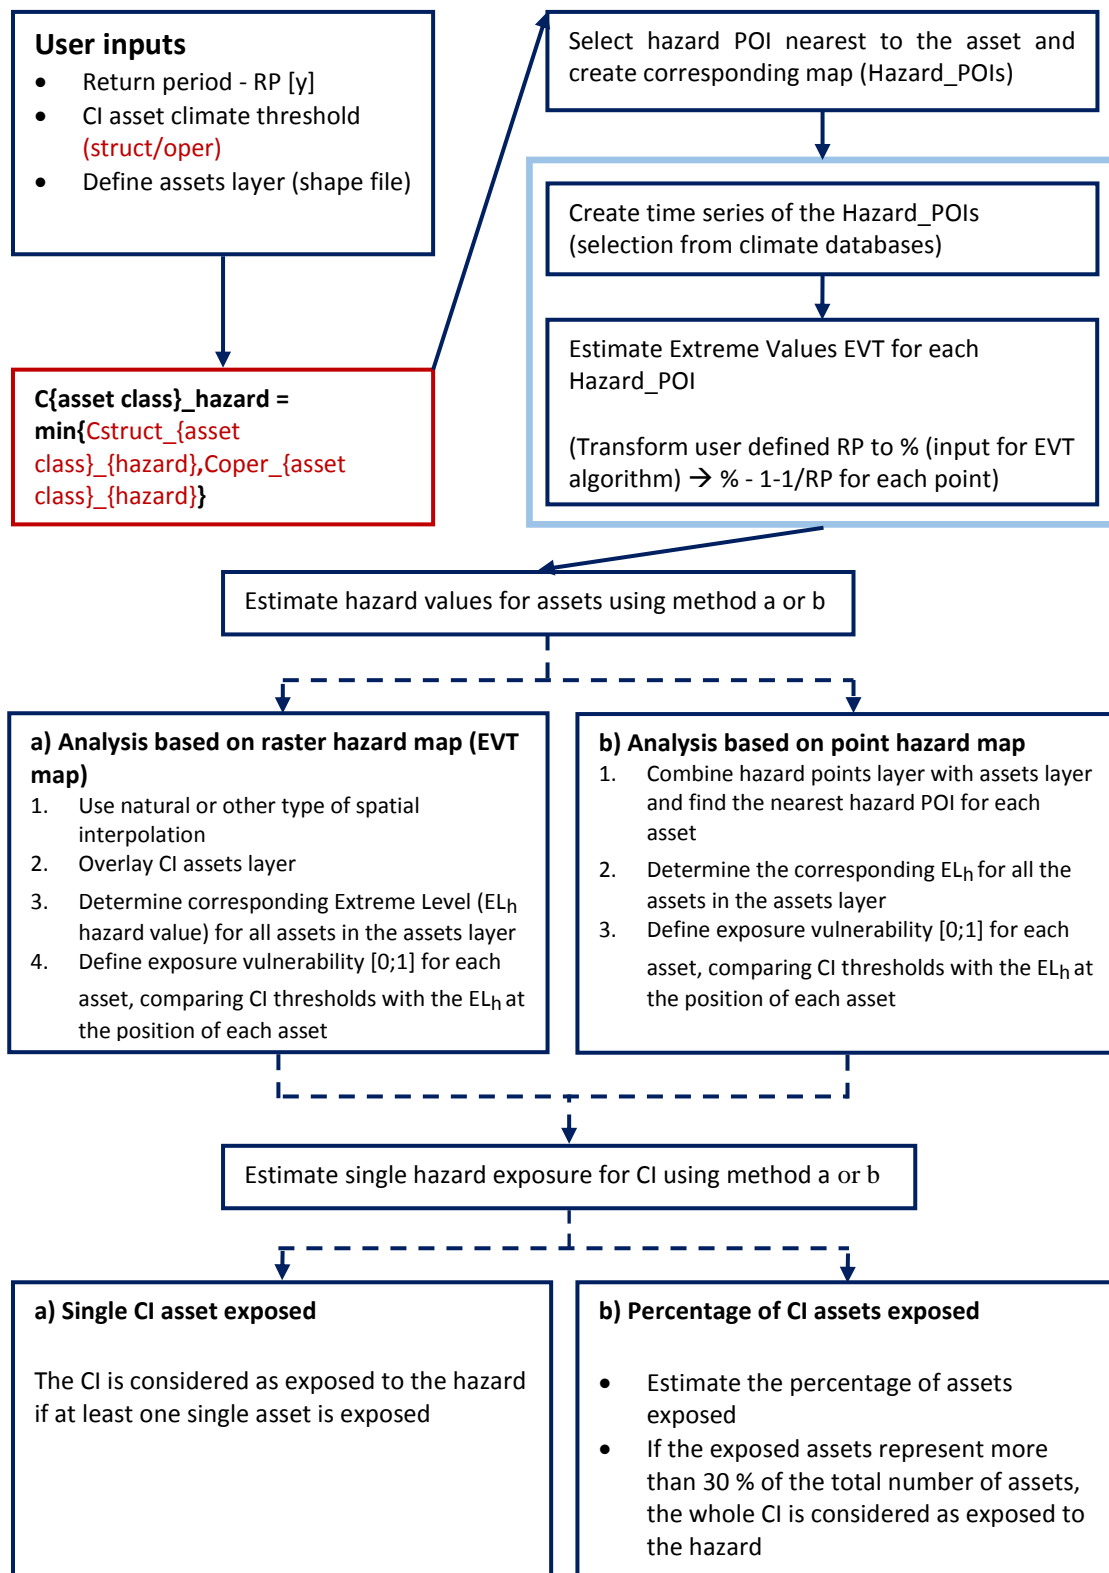 User inputs
• Return period - RP [y]
• CI asset climate threshold
(struct/oper)
• Define assets layer (shape file)
C{asset class}_hazard =
min{Cstruct_{asset
class}_{hazard},Coper_{asset
class}_{hazard}}
Select hazard POI nearest to the asset and
create corresponding map (Hazard_POIs)
Create time series of the Hazard_POIs
(selection from climate databases)
Estimate Extreme Values EVT for each
Hazard_POI
(Transform user defined RP to % (input for EVT
algorithm) → % - 1-1/RP for each point)
Estimate hazard values for assets using method a or b
a) Analysis based on raster hazard map (EVT
map)
1. Use natural or other type of spatial
interpolation
2. Overlay CI assets layer
3. Determine corresponding Extreme Level (ELh
hazard value) for all assets in the assets layer
4. Define exposure vulnerability [0;1] for each
asset, comparing CI thresholds with the ELh at
the position of each asset
b) Analysis based on point hazard map
1. Combine hazard points layer with assets layer
and find the nearest hazard POI for each
asset
2. Determine the corresponding ELh for all the
assets in the assets layer
3. Define exposure vulnerability [0;1] for each
asset, comparing CI thresholds with the ELh at
the position of each asset
Estimate single hazard exposure for CI using method a or b
a) Single CI asset exposed
The CI is considered as exposed to the hazard
if at least one single asset is exposed
b) Percentage of CI assets exposed
• Estimate the percentage of assets
exposed
• If the exposed assets represent more
than 30 % of the total number of assets,
the whole CI is considered as exposed to
the hazard